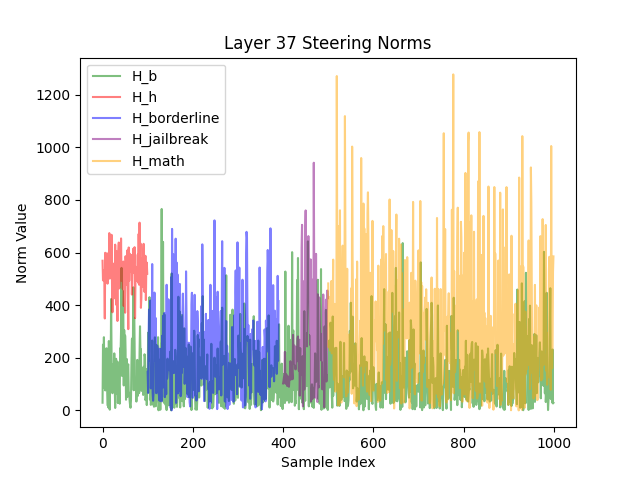 Layer 37 Steering Norms
H_b
H_h
H_borderline
H_jailbreak
H_math
1200
1000
800
600
400
200
0
Norm Value
0 200 400 600 800 1000
Sample Index